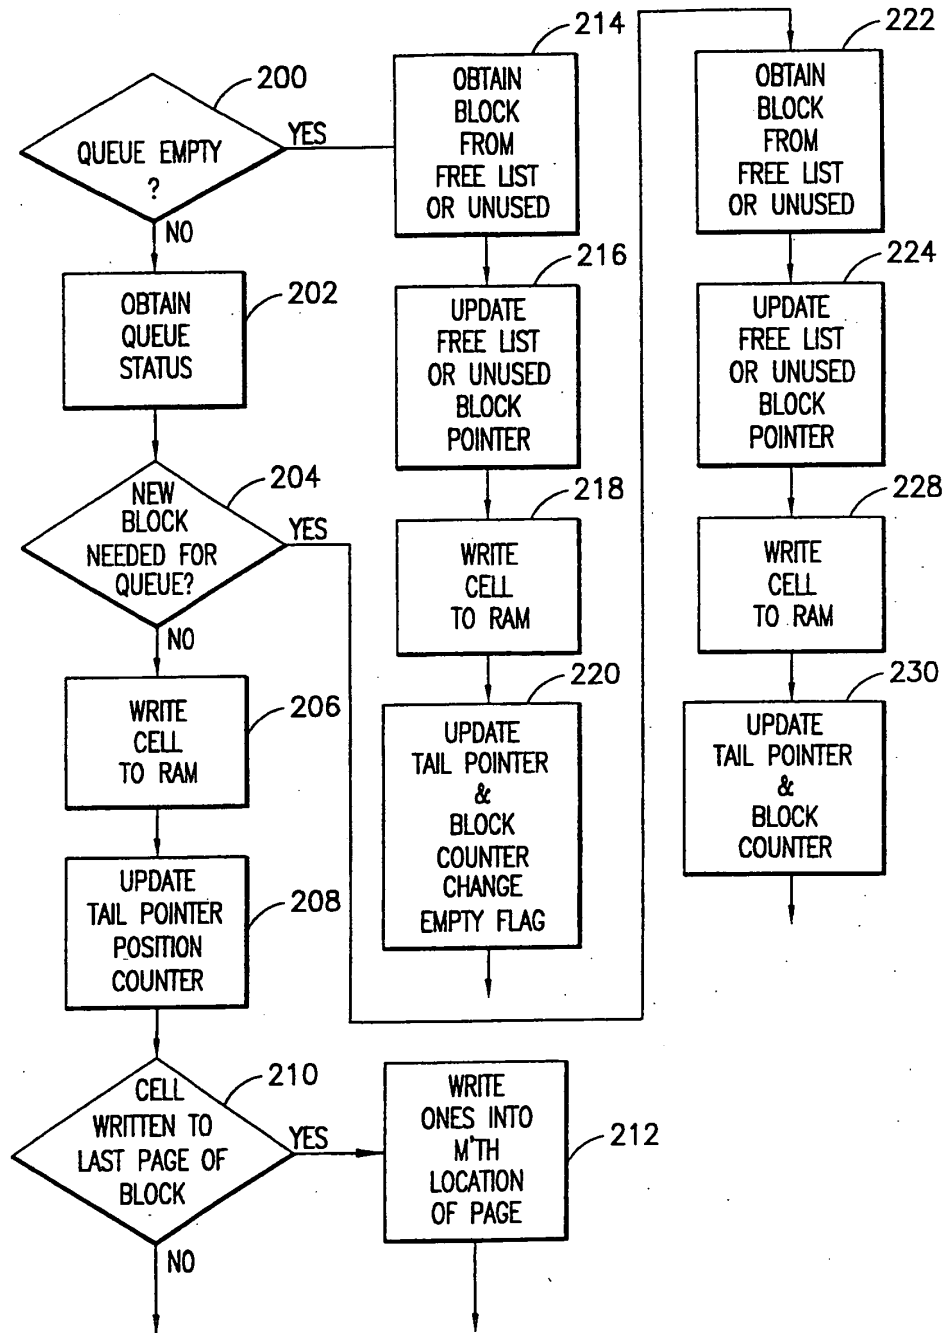 200
QUEUE EMPTY
?
YES
NO
202
OBTAIN
QUEUE
STATUS
204
NEW
BLOCK
NEEDED FOR
QUEUE?
YES
NO
206
WRITE
CELL
TO RAM
208
UPDATE
TAIL POINTER
POSITION
COUNTER
210
CELL
WRITTEN TO
LAST PAGE OF
BLOCK
YES
NO
212
WRITE
ONES INTO
M'TH
LOCATION
OF PAGE
214
OBTAIN
BLOCK
FROM
FREE LIST
OR UNUSED
216
UPDATE
FREE LIST
OR UNUSED
BLOCK
POINTER
218
WRITE
CELL
TO RAM
220
UPDATE
TAIL POINTER
&
BLOCK
COUNTER
CHANGE
EMPTY FLAG
222
OBTAIN
BLOCK
FROM
FREE LIST
OR UNUSED
224
UPDATE
FREE LIST
OR UNUSED
BLOCK
POINTER
228
WRITE
CELL
TO RAM
230
UPDATE
TAIL POINTER
&
BLOCK
COUNTER